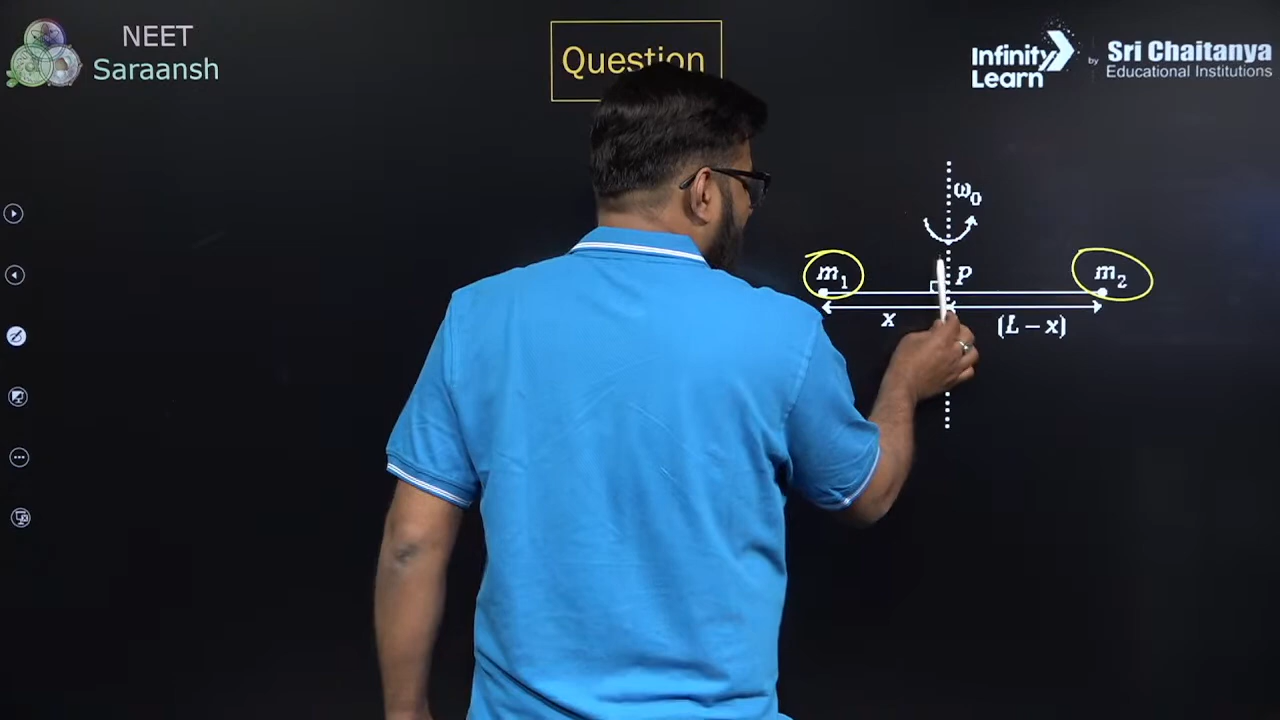 NEET
Saraansh
Question
Infinity
Learn
by
Sri Chaitanya
Educational Institutions
ω₀
m₁
P
m₂
x
(L – x)